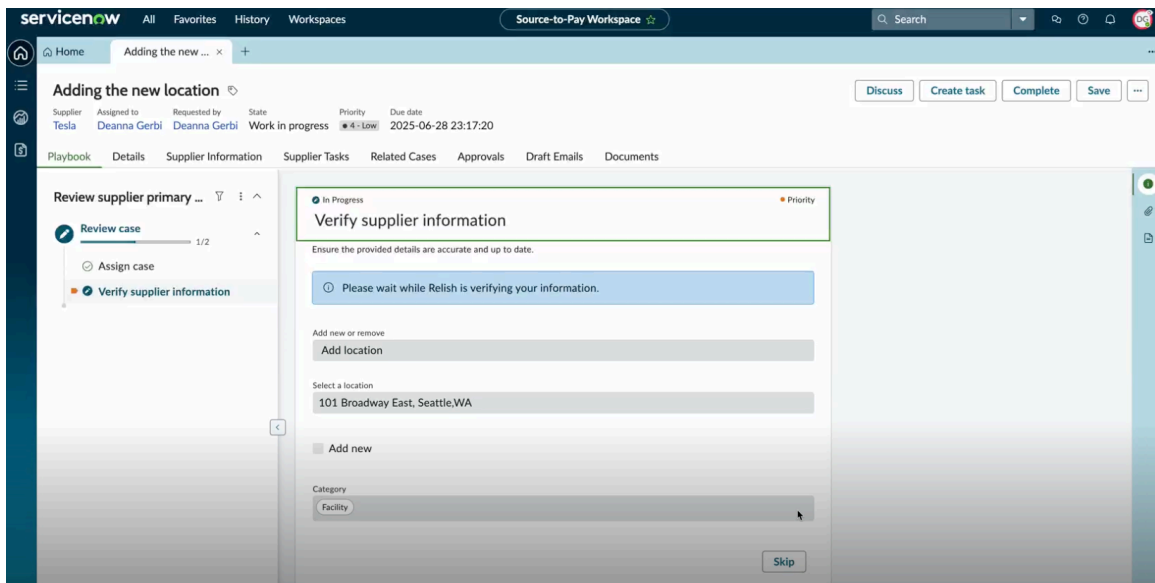 servicenow All Favorites History Workspaces Source-to-Pay Workspace Search DG
Home Adding the new ... × +
Adding the new location
Discuss Create task Complete Save ...
Supplier Assigned to Requested by State Priority Due date
Tesla Deanna Gerbi Deanna Gerbi Work in progress 4 - Low 2025-06-28 23:17:20
Playbook Details Supplier Information Supplier Tasks Related Cases Approvals Draft Emails Documents
Review supplier primary ...
Review case
1/2
Assign case
Verify supplier information
In Progress Priority
Verify supplier information
Ensure the provided details are accurate and up to date.
Please wait while Relish is verifying your information.
Add new or remove
Add location
Select a location
101 Broadway East, Seattle,WA
Add new
Category
Facility
Skip